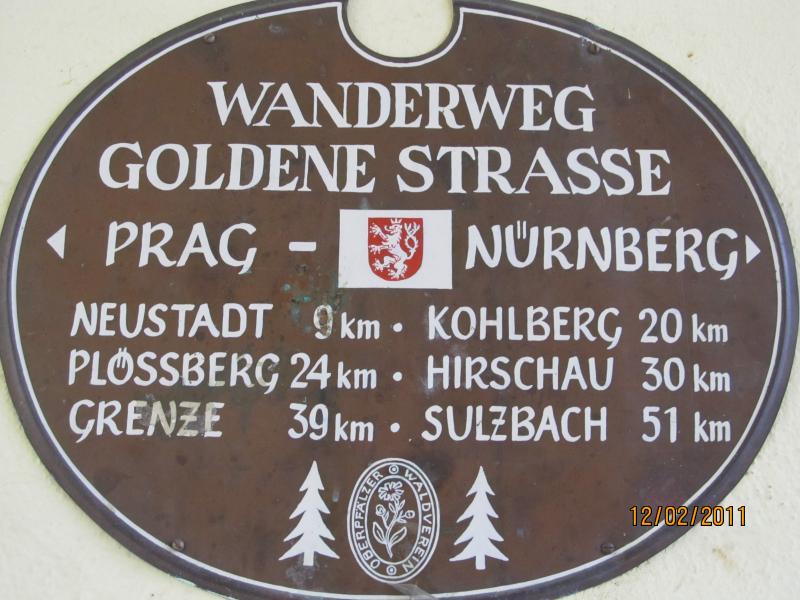 WANDERWEG
GOLDENE STRASSE
PRAG - NÜRNBERG
NEUSTADT 9 km • KOHLBERG 20 km
PLÖSSBERG 24 km • HIRSCHAU 30 km
GRENZE 39 km • SULZBACH 51 km
OBERPFÄLZER WALDVEREIN
12/02/2011